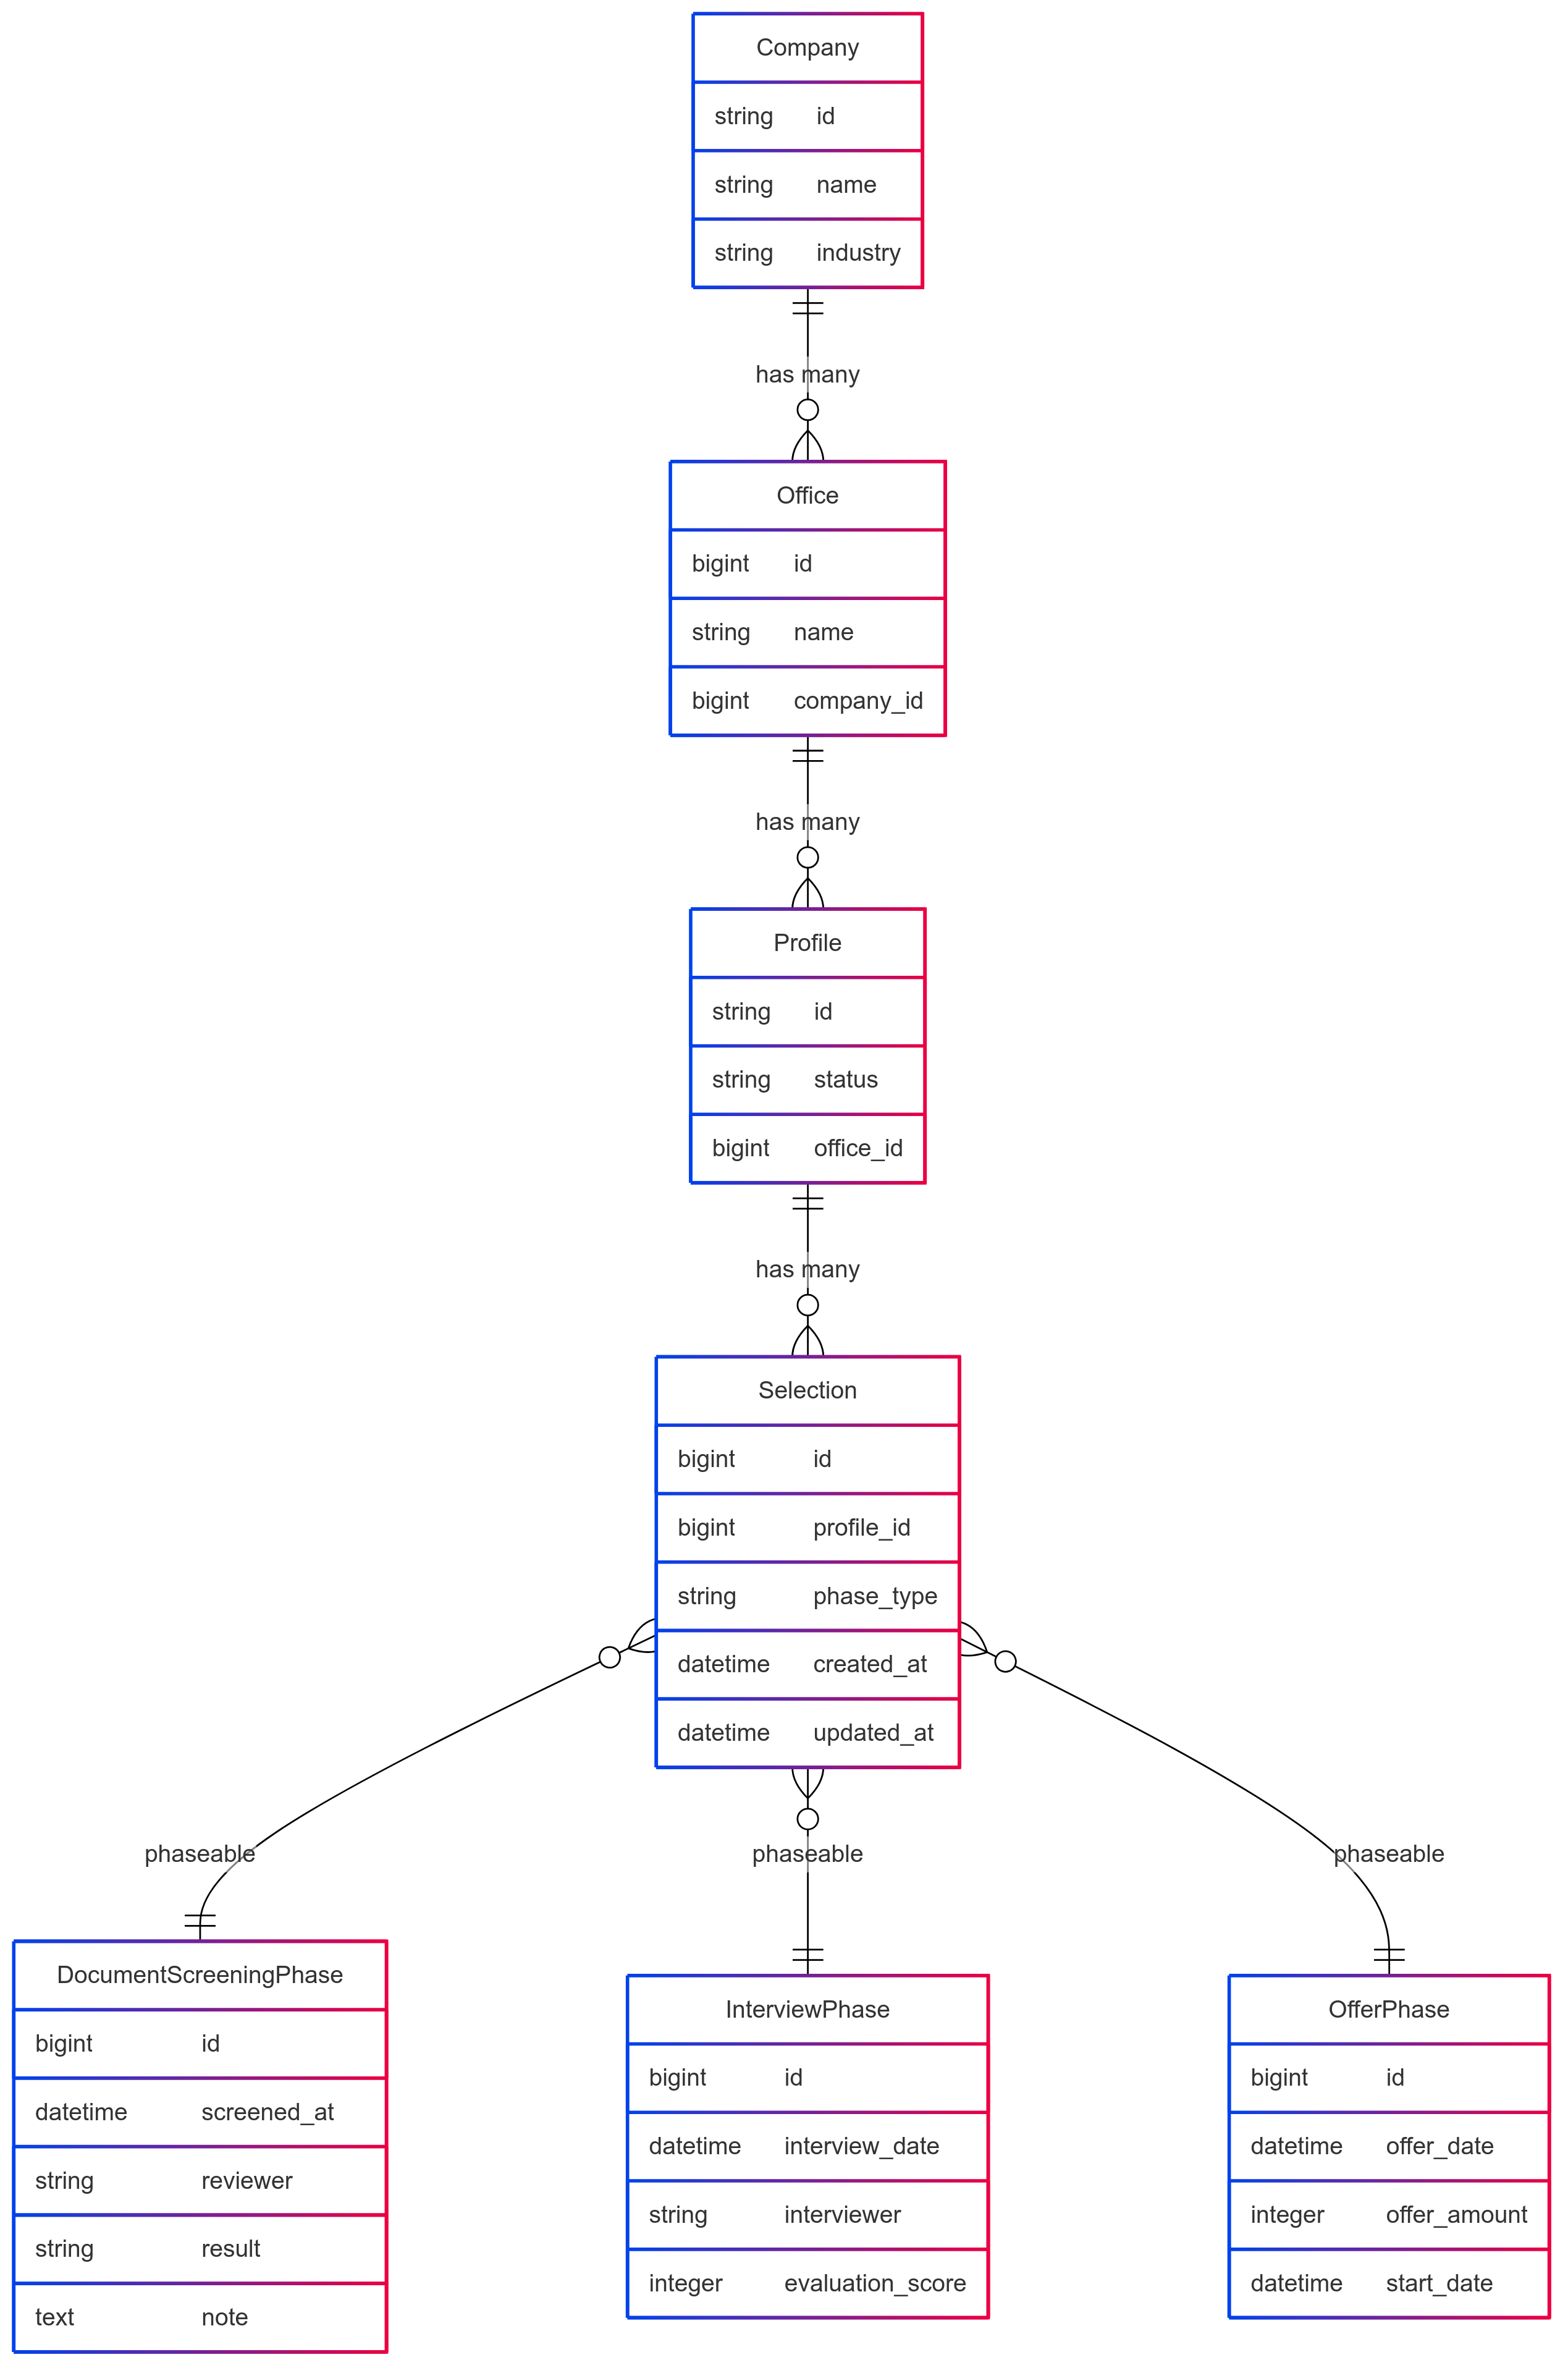 Company
string id
string name
string industry
has many
Office
bigint id
string name
bigint company_id
has many
Profile
string id
string status
bigint office_id
has many
Selection
bigint id
bigint profile_id
string phase_type
datetime created_at
datetime updated_at
phaseable
phaseable
phaseable
DocumentScreeningPhase
bigint id
datetime screened_at
string reviewer
string result
text note
InterviewPhase
bigint id
datetime interview_date
string interviewer
integer evaluation_score
OfferPhase
bigint id
datetime offer_date
integer offer_amount
datetime start_date